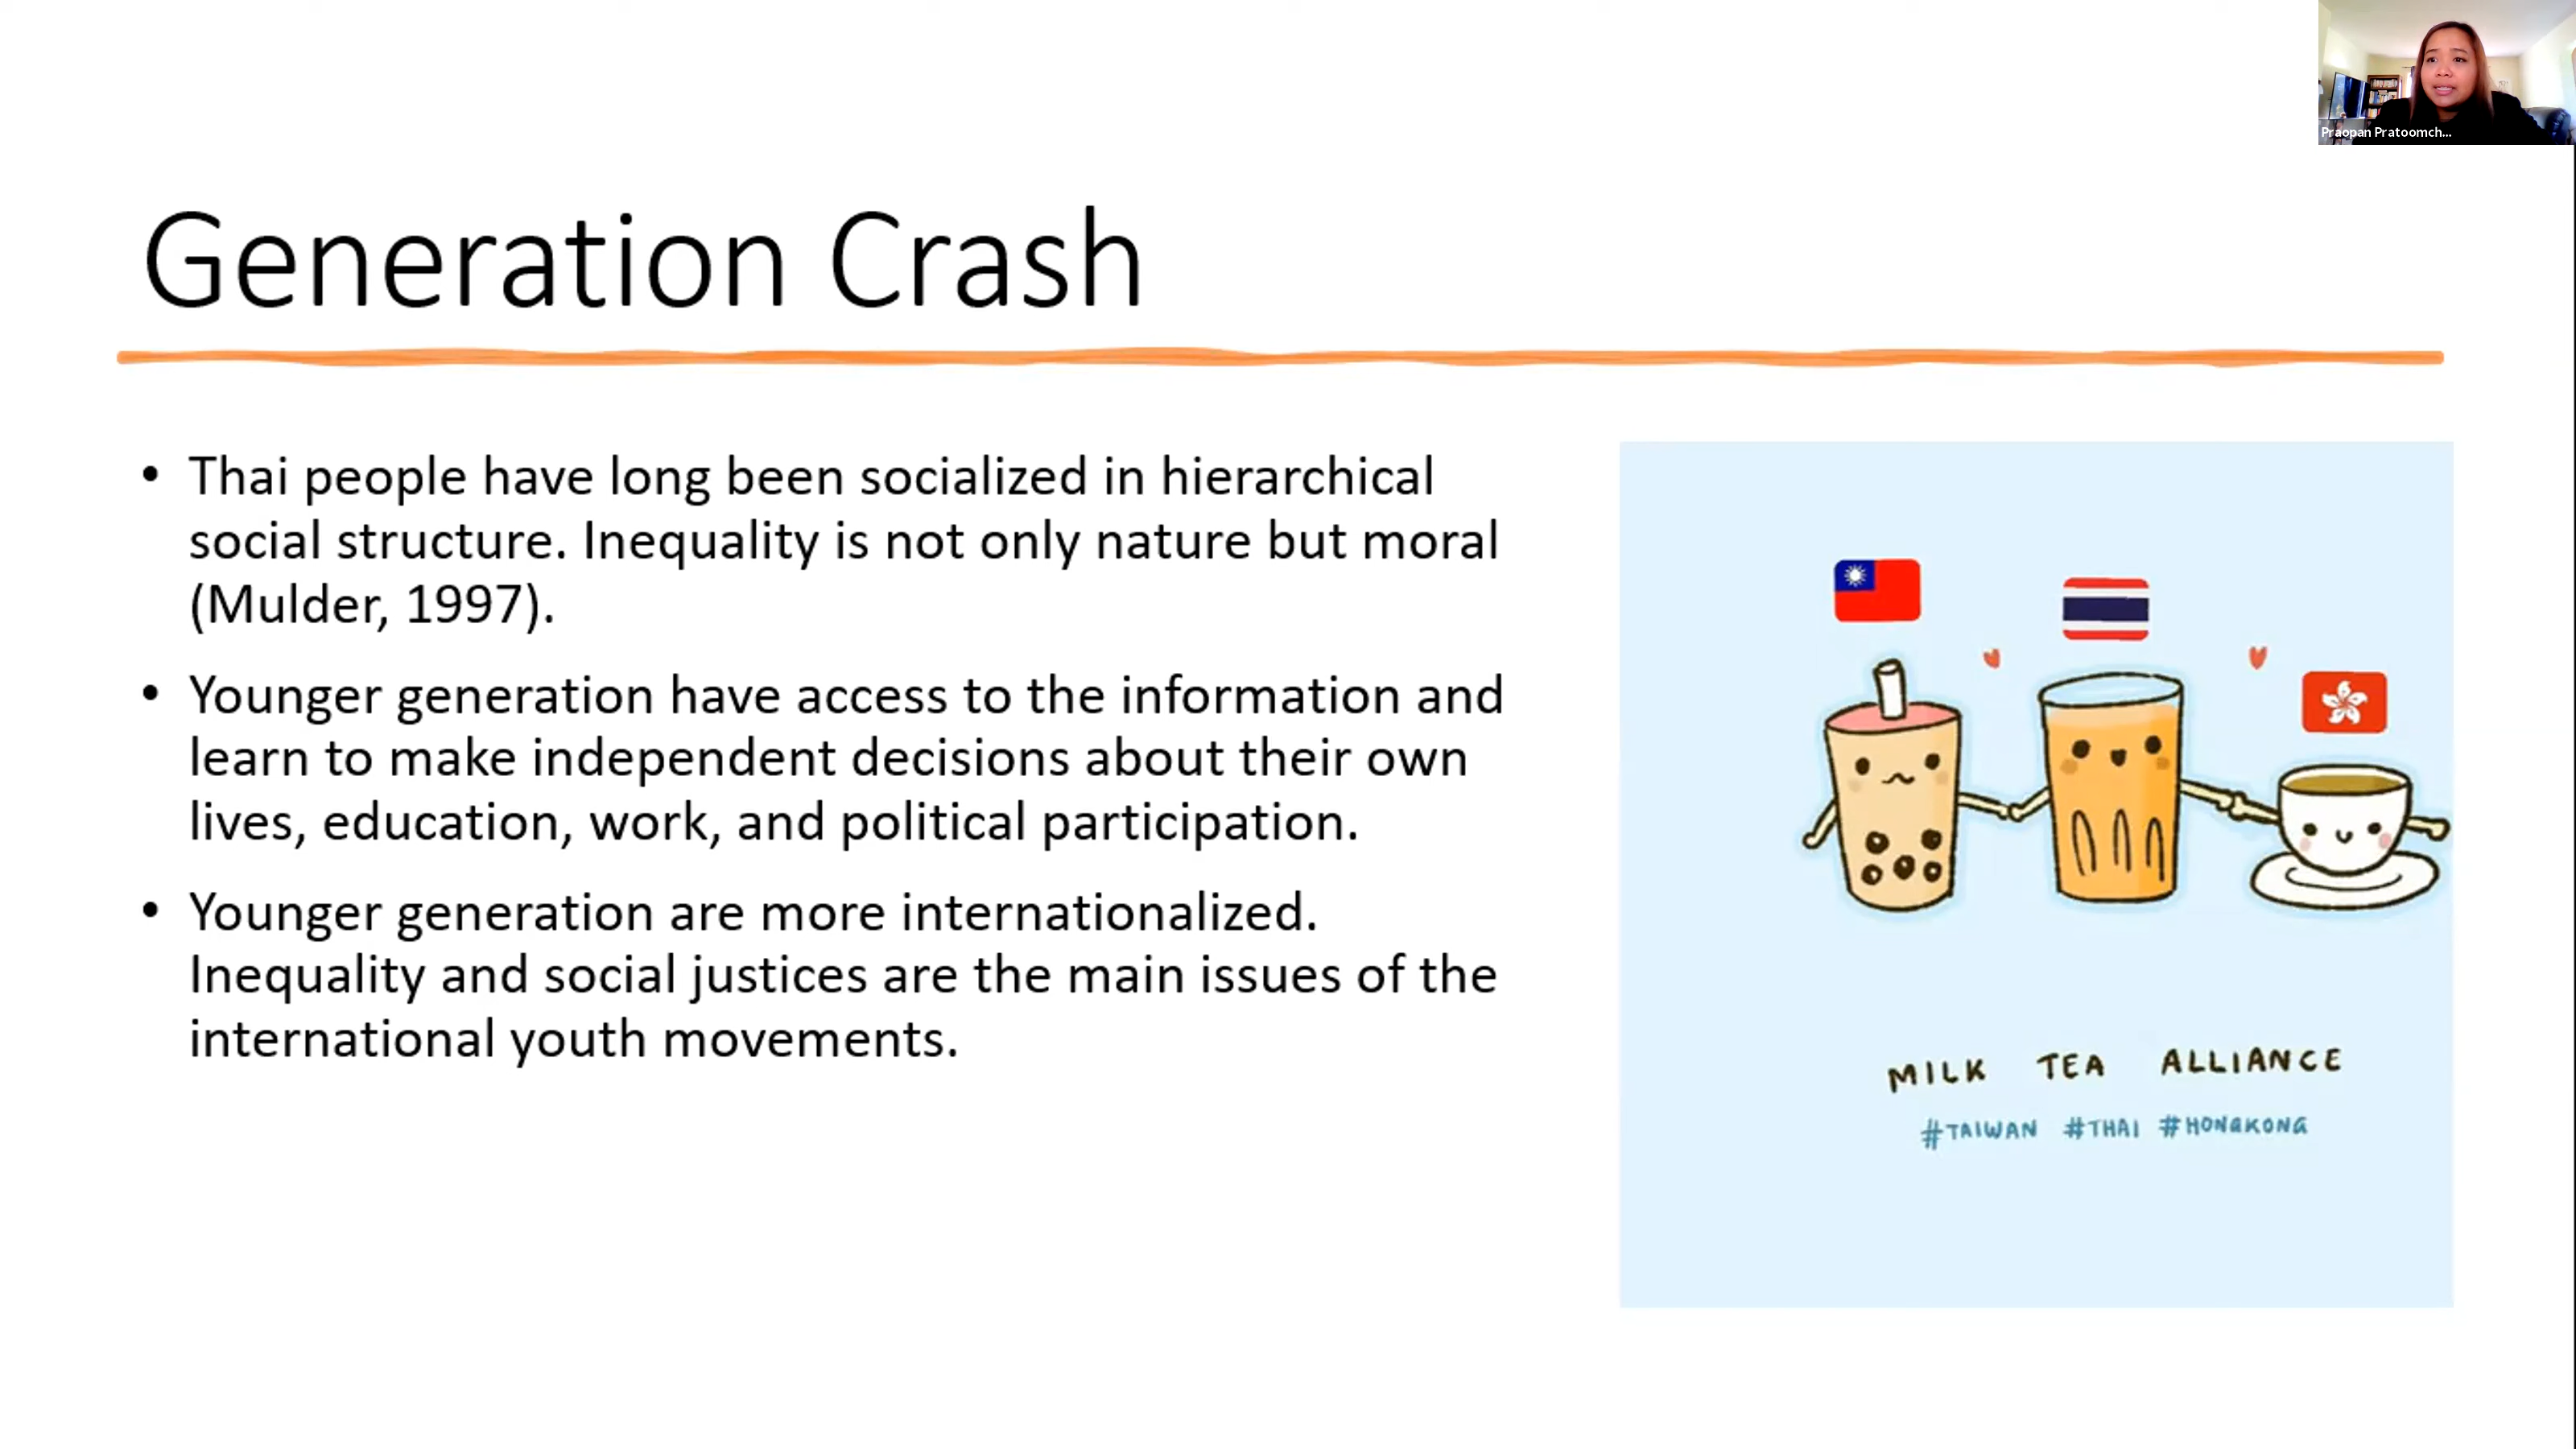 Praopan Pratoomch...
Generation Crash
• Thai people have long been socialized in hierarchical
social structure. Inequality is not only nature but moral
(Mulder, 1997).
• Younger generation have access to the information and
learn to make independent decisions about their own
lives, education, work, and political participation.
• Younger generation are more internationalized.
Inequality and social justices are the main issues of the
international youth movements.
MILK TEA ALLIANCE
#TAIWAN #THAI #HONGKONG